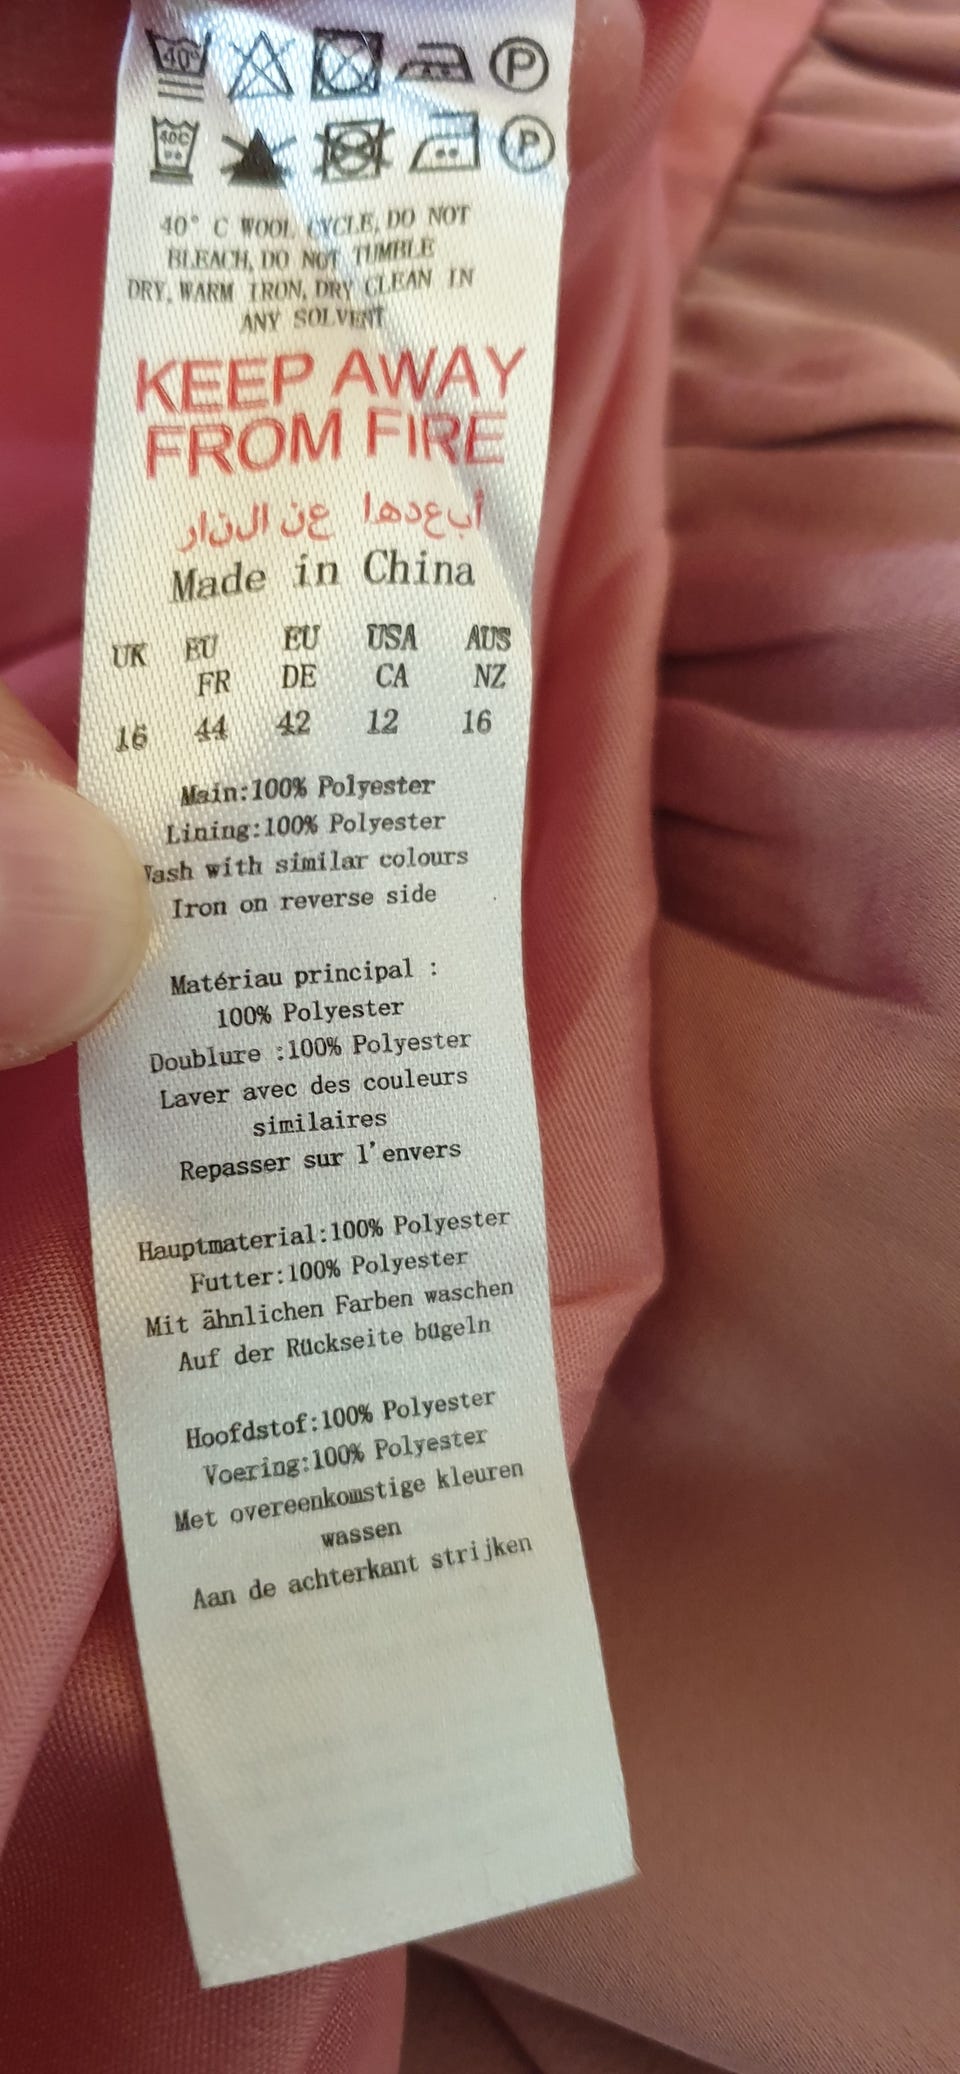 40°
P
40C
P
40° C WOOL CYCLE, DO NOT
BLEACH, DO NOT TUMBLE
DRY, WARM IRON, DRY CLEAN IN
ANY SOLVENT
KEEP AWAY
FROM FIRE
أبعدها عن النار
Made in China
UK EU EU USA AUS
FR DE CA NZ
16 44 42 12 16
Main:100% Polyester
Lining:100% Polyester
Wash with similar colours
Iron on reverse side
Matériau principal :
100% Polyester
Doublure :100% Polyester
Laver avec des couleurs
similaires
Repasser sur l'envers
Hauptmaterial:100% Polyester
Futter:100% Polyester
Mit ähnlichen Farben waschen
Auf der Rückseite bügeln
Hoofdstof:100% Polyester
Voering:100% Polyester
Met overeenkomstige kleuren
wassen
Aan de achterkant strijken